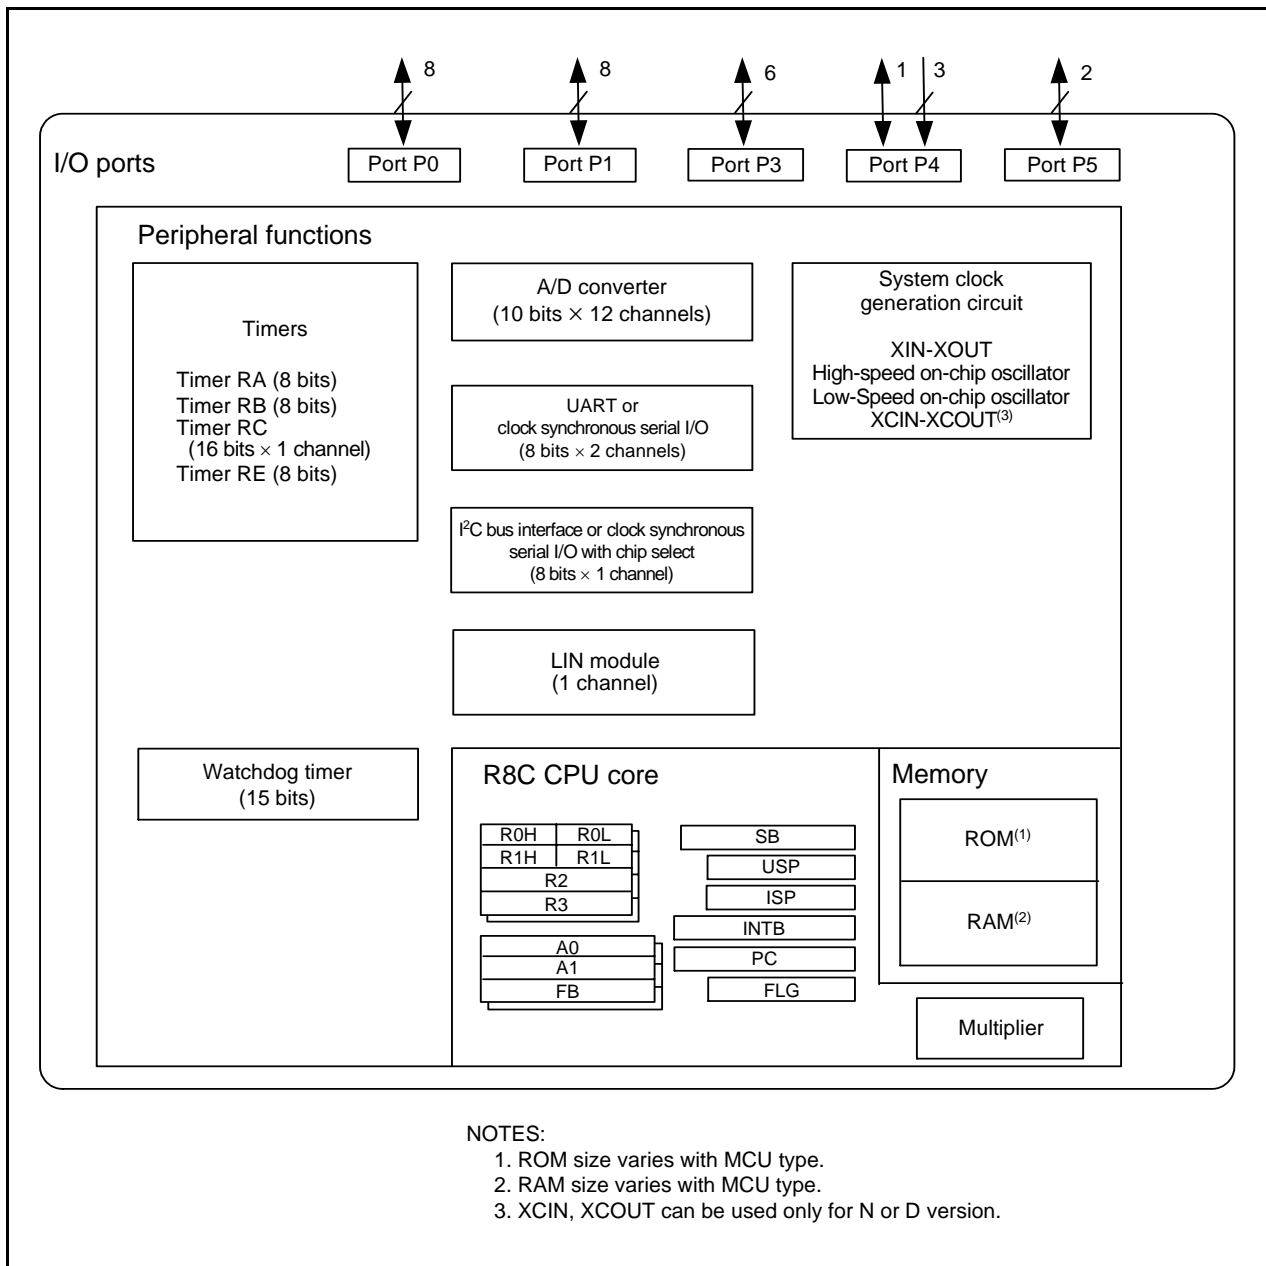 8 8 6 1 3 2
I/O ports
Port P0 Port P1 Port P3 Port P4 Port P5
Peripheral functions
Timers
Timer RA (8 bits)
Timer RB (8 bits)
Timer RC
(16 bits × 1 channel)
Timer RE (8 bits)
A/D converter
(10 bits × 12 channels)
System clock
generation circuit
XIN-XOUT
High-speed on-chip oscillator
Low-Speed on-chip oscillator
XCIN-XCOUT(3)
UART or
clock synchronous serial I/O
(8 bits × 2 channels)
I²C bus interface or clock synchronous
serial I/O with chip select
(8 bits × 1 channel)
LIN module
(1 channel)
Watchdog timer
(15 bits)
R8C CPU core
R0H R0L
R1H R1L
R2
R3
A0
A1
FB
SB
USP
ISP
INTB
PC
FLG
Memory
ROM(1)
RAM(2)
Multiplier
NOTES:
1. ROM size varies with MCU type.
2. RAM size varies with MCU type.
3. XCIN, XCOUT can be used only for N or D version.